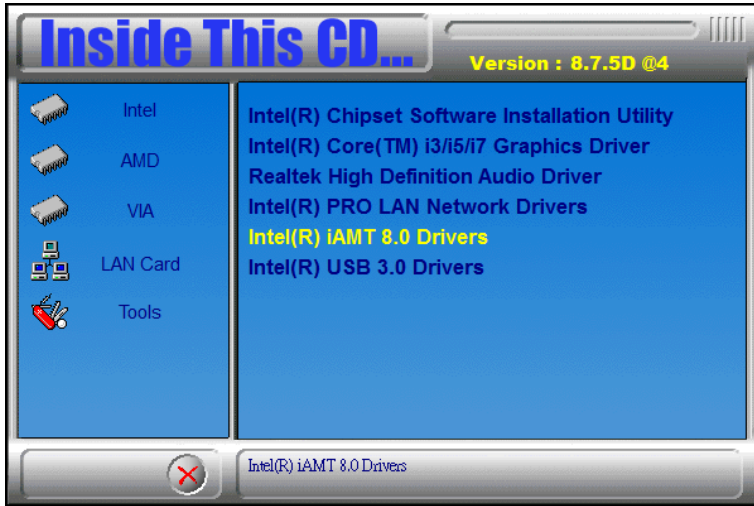 Inside This CD...
Version : 8.7.5D @4
Intel
AMD
VIA
LAN Card
Tools
Intel(R) Chipset Software Installation Utility
Intel(R) Core(TM) i3/i5/i7 Graphics Driver
Realtek High Definition Audio Driver
Intel(R) PRO LAN Network Drivers
Intel(R) iAMT 8.0 Drivers
Intel(R) USB 3.0 Drivers
Intel(R) iAMT 8.0 Drivers